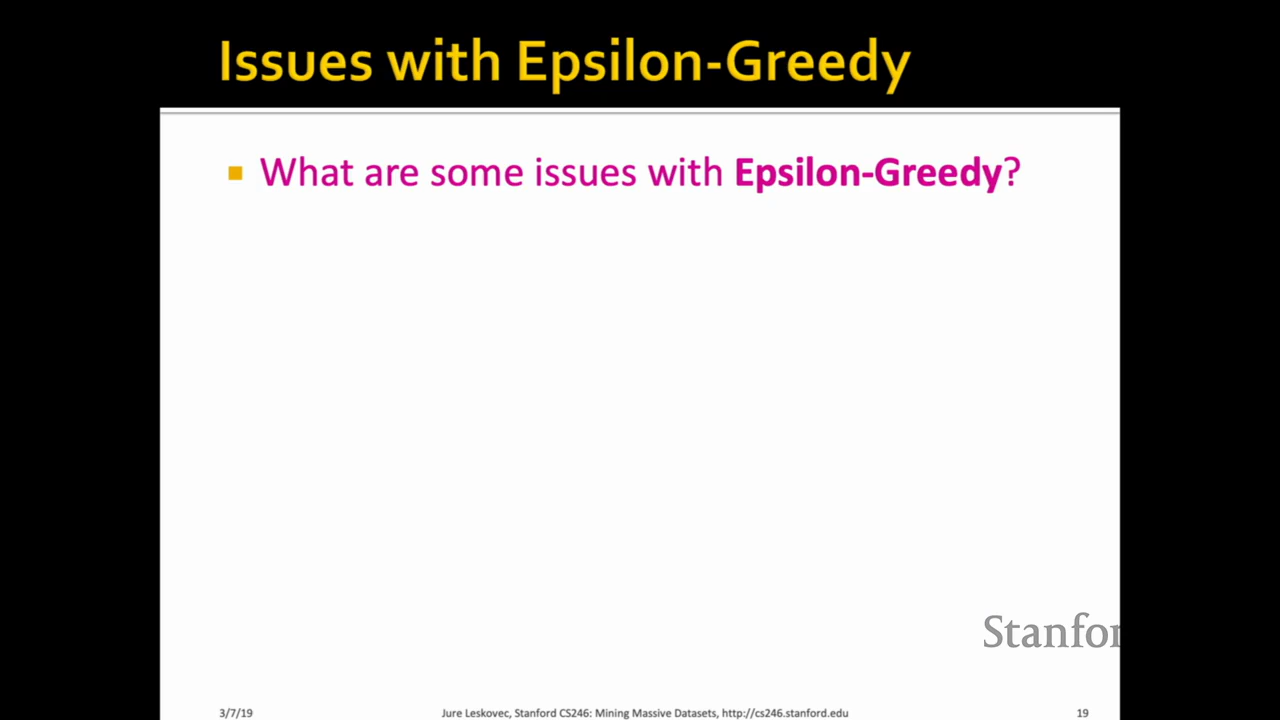 Issues with Epsilon-Greedy
What are some issues with Epsilon-Greedy?
Stanfor
3/7/19
Jure Leskovec, Stanford CS246: Mining Massive Datasets, http://cs246.stanford.edu
19